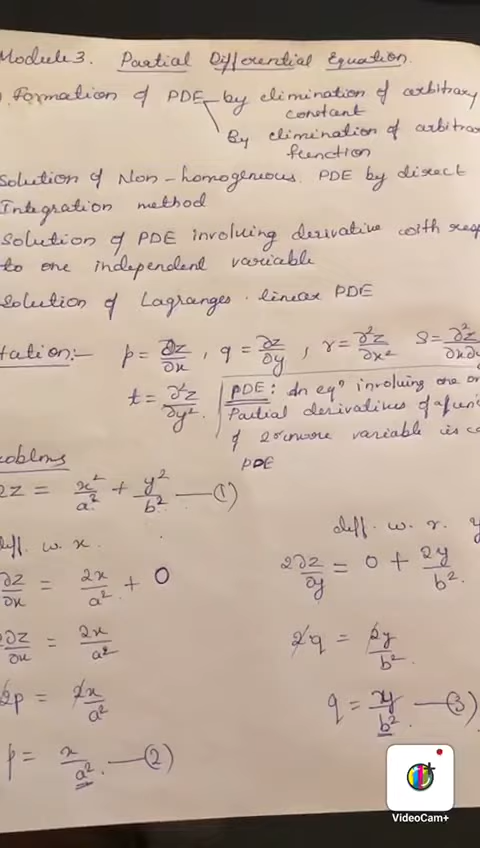 Module 3. Partial Differential Equation.
Formation of PDE by elimination of arbitrary
constant
By elimination of arbitrar
function
Solution of Non-homogeneous. PDE by direct
Integration method
Solution of PDE involving derivative with resp
to one independent variable
Solution of Lagranges. linear PDE
tation:- p = ∂z/∂x , q = ∂z/∂y , r = ∂²z/∂x² S = ∂²z/∂x∂y
t = ∂²z/∂y².
PDE: An eqⁿ involving one or
Partial derivatives of a func
of 2 or more variable is ca
PDE
oblms
2z = x²/a² + y²/b² —(1)
diff. w. x.
∂z/∂x = 2x/a² + 0
2∂z/∂x = 2x/a²
2p = 2x/a²
p = x/a². —(2)
diff. w. r. y
2∂z/∂y = 0 + 2y/b².
2q = 2y/b².
q = y/b². —(3)
VideoCam+